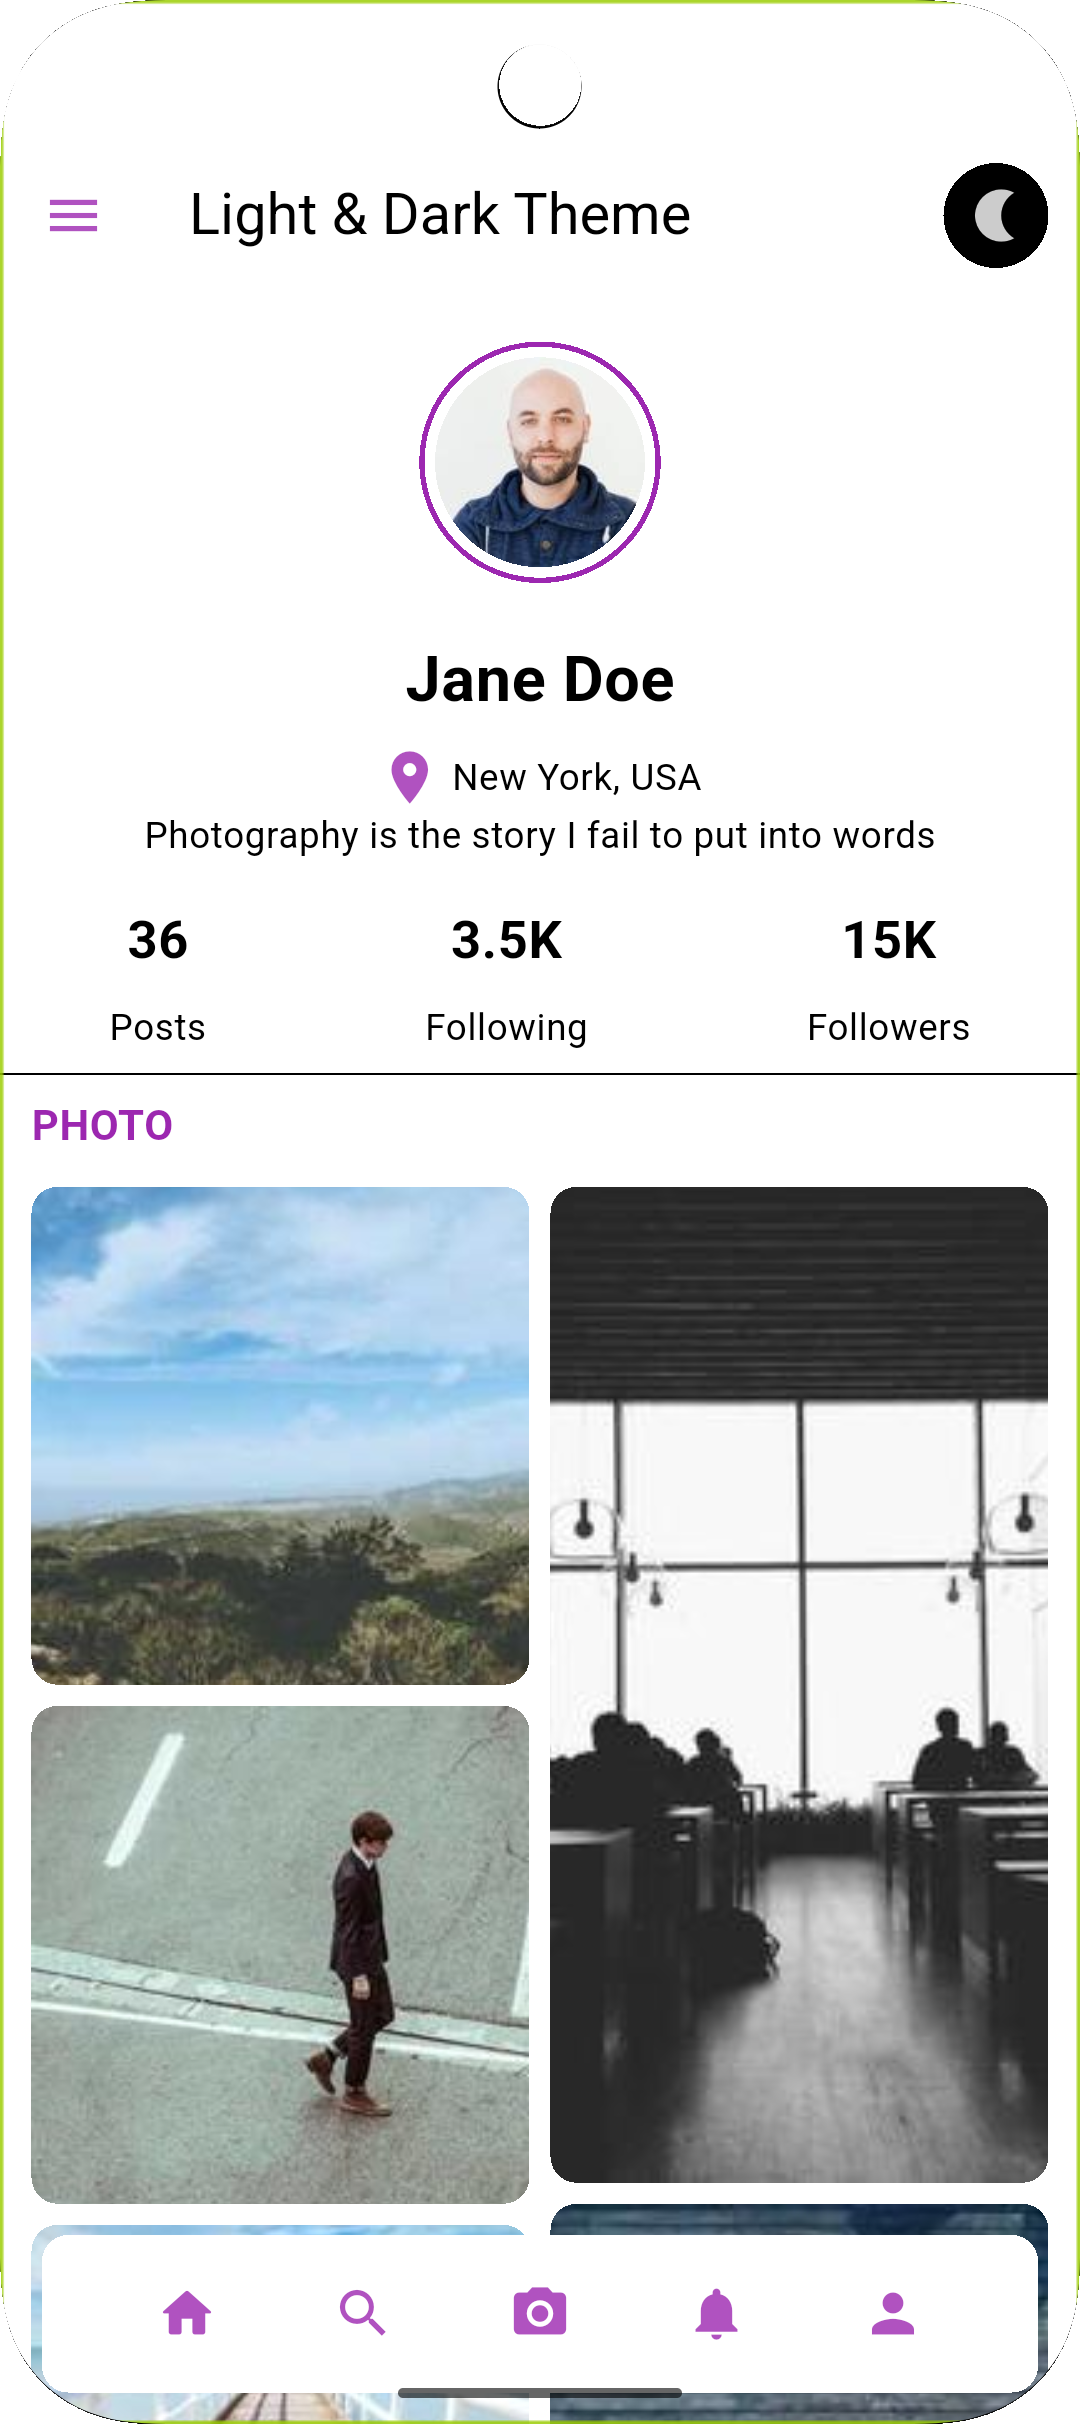 Light & Dark Theme
Jane Doe
New York, USA
Photography is the story I fail to put into words
36 3.5K 15K
Posts Following Followers
PHOTO